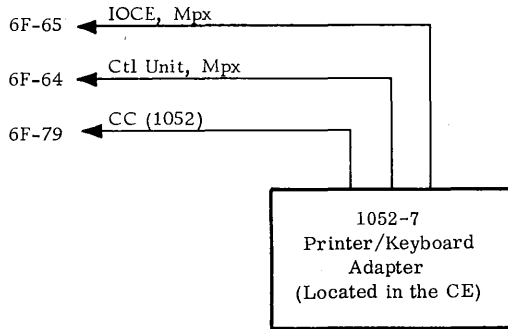 6F-65 IOCE, Mpx
6F-64 Ctl Unit, Mpx
6F-79 CC (1052)
1052-7
Printer/Keyboard
Adapter
(Located in the CE)